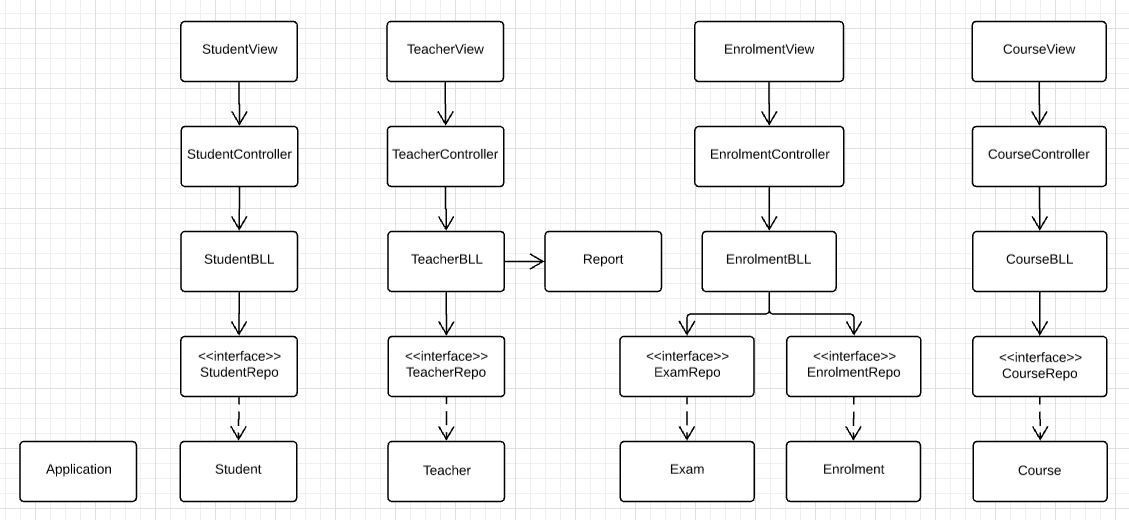 StudentView
TeacherView
EnrolmentView
CourseView
StudentController
TeacherController
EnrolmentController
CourseController
StudentBLL
TeacherBLL
Report
EnrolmentBLL
CourseBLL
<<interface>>
StudentRepo
<<interface>>
TeacherRepo
<<interface>>
ExamRepo
<<interface>>
EnrolmentRepo
<<interface>>
CourseRepo
Application
Student
Teacher
Exam
Enrolment
Course